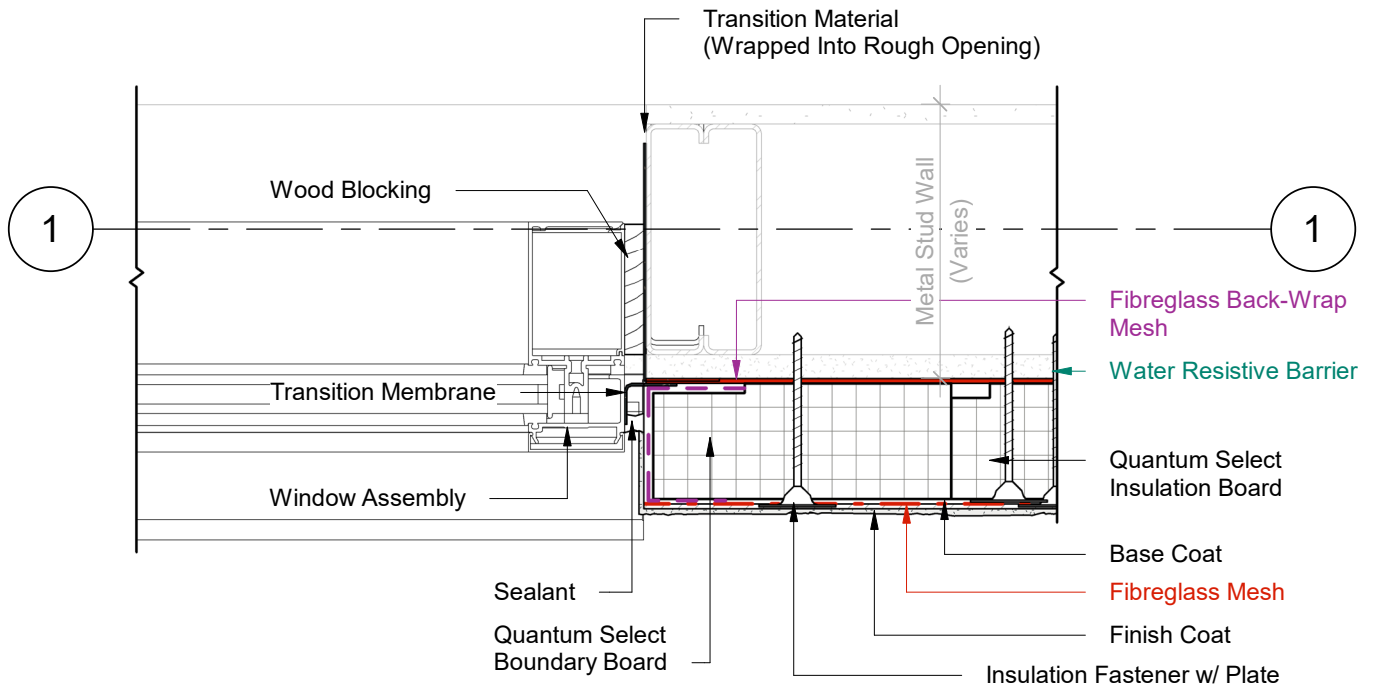 Transition Material
(Wrapped Into Rough Opening)
Wood Blocking
1
1
Metal Stud Wall
(Varies)
Fibreglass Back-Wrap
Mesh
Water Resistive Barrier
Transition Membrane
Quantum Select
Insulation Board
Window Assembly
Base Coat
Sealant
Fibreglass Mesh
Quantum Select
Boundary Board
Finish Coat
Insulation Fastener w/ Plate